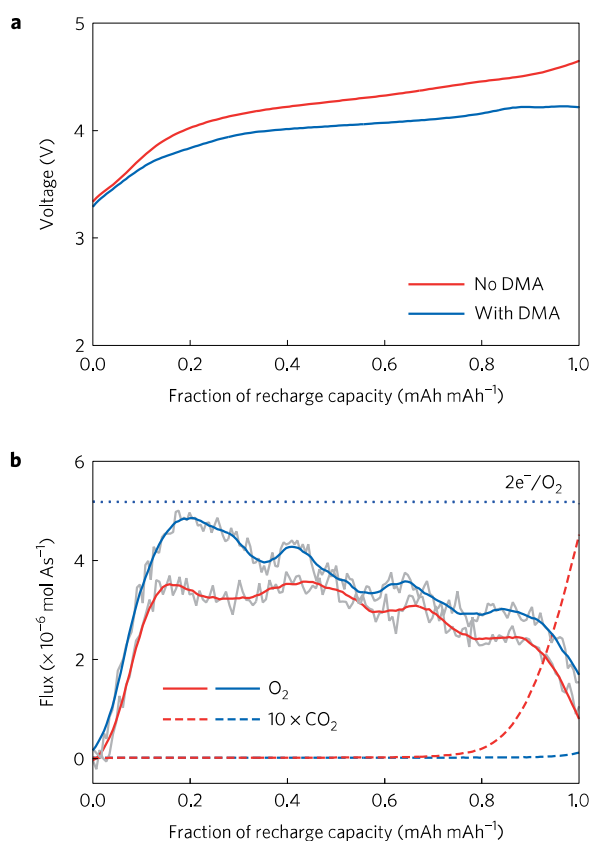 a
5
4
3
2
Voltage (V)
No DMA
With DMA
0.0 0.2 0.4 0.6 0.8 1.0
Fraction of recharge capacity (mAh mAh⁻¹)
b
6
4
2
0
Flux (× 10⁻⁶ mol As⁻¹)
2e⁻/O₂
O₂
10 × CO₂
0.0 0.2 0.4 0.6 0.8 1.0
Fraction of recharge capacity (mAh mAh⁻¹)